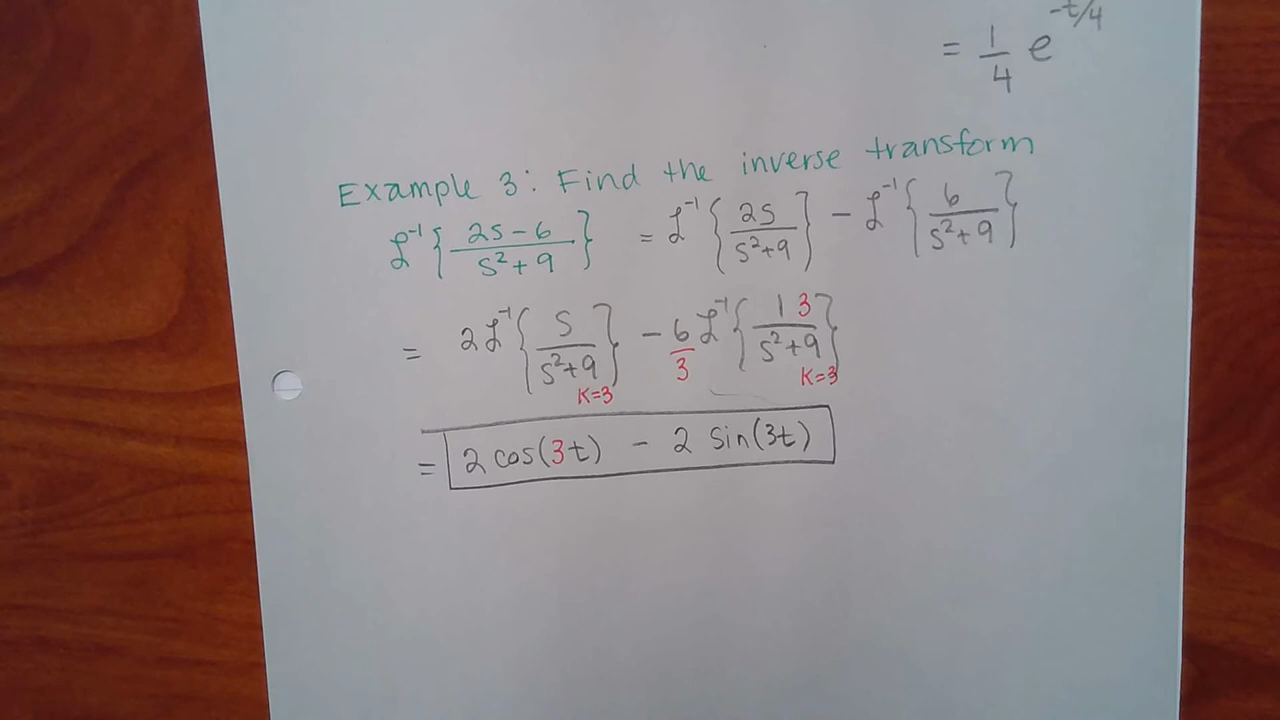 = 1/4 e^-t/4
Example 3: Find the inverse transform
ℒ⁻¹{2s-6/s²+9} = ℒ⁻¹{2s/s²+9} - ℒ⁻¹{6/s²+9}
= 2ℒ⁻¹{s/s²+9} - 6/3 ℒ⁻¹{1 3/s²+9}
K=3 K=3
= 2 cos(3t) - 2 sin(3t)